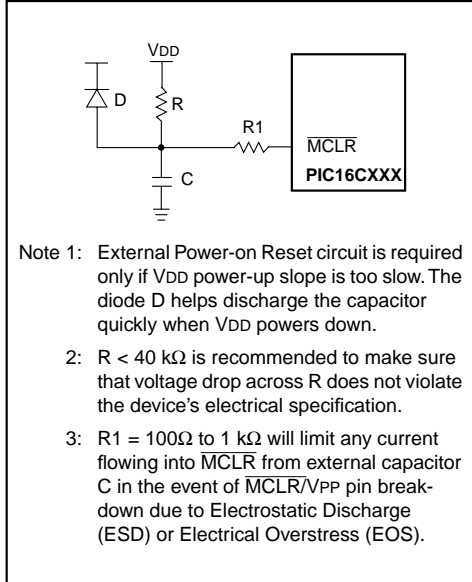 VDD
D
R
R1
MCLR
PIC16CXXX
C
Note 1: External Power-on Reset circuit is required
only if VDD power-up slope is too slow. The
diode D helps discharge the capacitor
quickly when VDD powers down.
2: R < 40 kΩ is recommended to make sure
that voltage drop across R does not violate
the device's electrical specification.
3: R1 = 100Ω to 1 kΩ will limit any current
flowing into MCLR from external capacitor
C in the event of MCLR/VPP pin break-
down due to Electrostatic Discharge
(ESD) or Electrical Overstress (EOS).